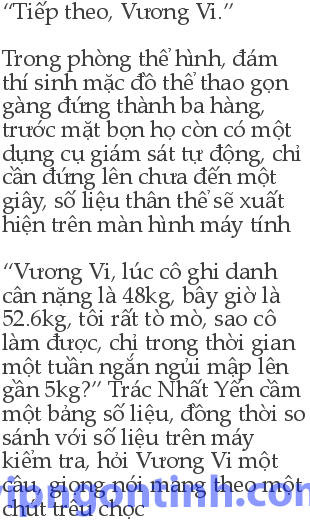 “Tiếp theo, Vương Vi.”
Trong phòng thể hình, đám
thí sinh mặc đồ thể thao gọn
gàng đứng thành ba hàng,
trước mặt bọn họ còn có một
dụng cụ giám sát tự động, chỉ
cần đứng lên chưa đến một
giây, số liệu thân thể sẽ xuất
hiện trên màn hình máy tính
“Vương Vi, lúc cô ghi danh
cân nặng là 48kg, bây giờ là
52.6kg, tôi rất tò mò, sao cô
làm được, chỉ trong thời gian
một tuần ngắn ngủi mập lên
gần 5kg?” Trác Nhất Yến cầm
một bảng số liệu, đồng thời so
sánh với số liệu trên máy
kiểm tra, hỏi Vương Vi một
câu, giọng nói mang theo một
chút trêu chọc
vipngontinh.com